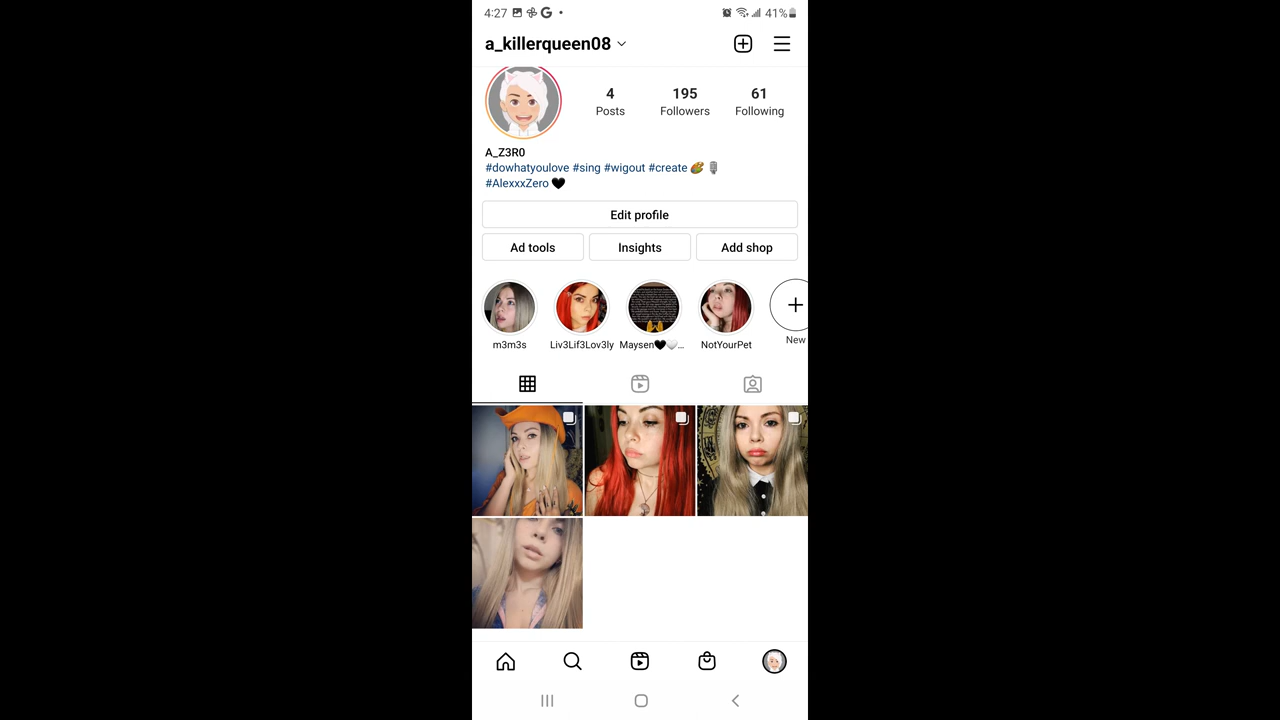 4:27 G 41%
a_killerqueen08
4 195 61
Posts Followers Following
A_Z3R0
#dowhatyoulove #sing #wigout #create 🎨 🎙
#AlexxxZero 🖤
Edit profile
Ad tools Insights Add shop
m3m3s Liv3Lif3Lov3ly Maysen🖤🤍... NotYourPet New